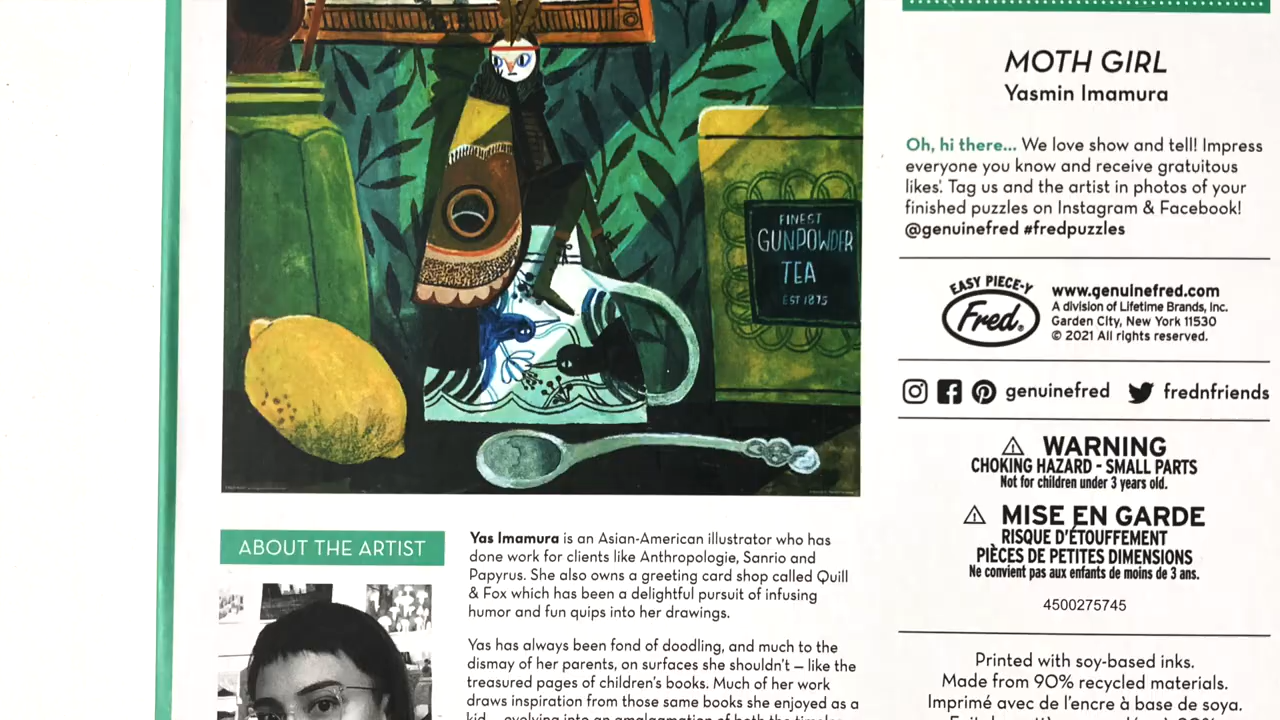 FINEST
GUNPOWDER
TEA
EST 1875
ABOUT THE ARTIST
Yas Imamura is an Asian-American illustrator who has
done work for clients like Anthropologie, Sanrio and
Papyrus. She also owns a greeting card shop called Quill
& Fox which has been a delightful pursuit of infusing
humor and fun quips into her drawings.
Yas has always been fond of doodling, and much to the
dismay of her parents, on surfaces she shouldn't – like the
treasured pages of children's books. Much of her work
draws inspiration from those same books she enjoyed as a
MOTH GIRL
Yasmin Imamura
Oh, hi there... We love show and tell! Impress
everyone you know and receive gratuitous
likes! Tag us and the artist in photos of your
finished puzzles on Instagram & Facebook!
@genuinefred #fredpuzzles
EASY PIECE-Y
Fred.®
www.genuinefred.com
A division of Lifetime Brands, Inc.
Garden City, New York 11530
© 2021 All rights reserved.
genuinefred frednfriends
WARNING
CHOKING HAZARD - SMALL PARTS
Not for children under 3 years old.
MISE EN GARDE
RISQUE D'ÉTOUFFEMENT
PIÈCES DE PETITES DIMENSIONS
Ne convient pas aux enfants de moins de 3 ans.
4500275745
Printed with soy-based inks.
Made from 90% recycled materials.
Imprimé avec de l'encre à base de soya.